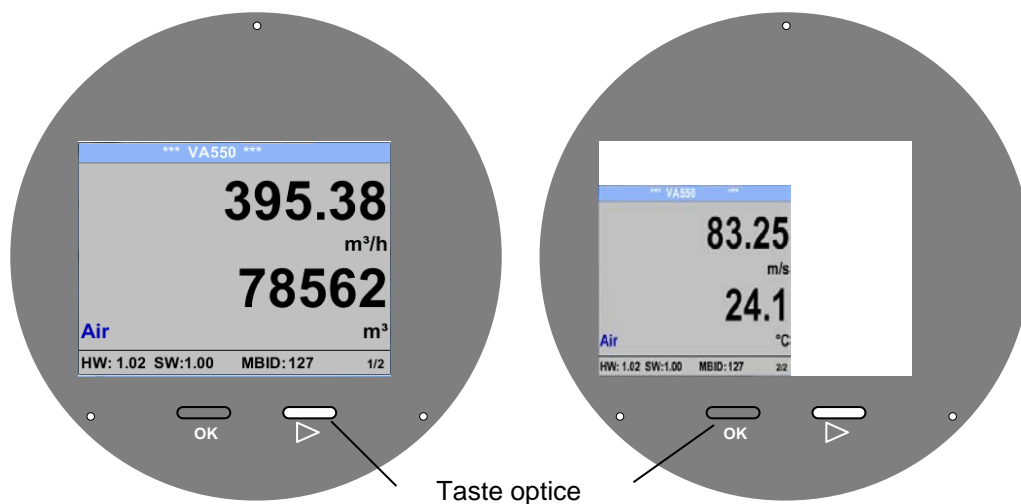 *** VA550 ***
395.38
m³/h
78562
Air m³
HW: 1.02 SW:1.00 MBID:127 1/2
OK
*** VA550 ***
83.25
m/s
24.1
Air °C
HW: 1.02 SW:1.00 MBID:127 2/2
OK
Taste optice